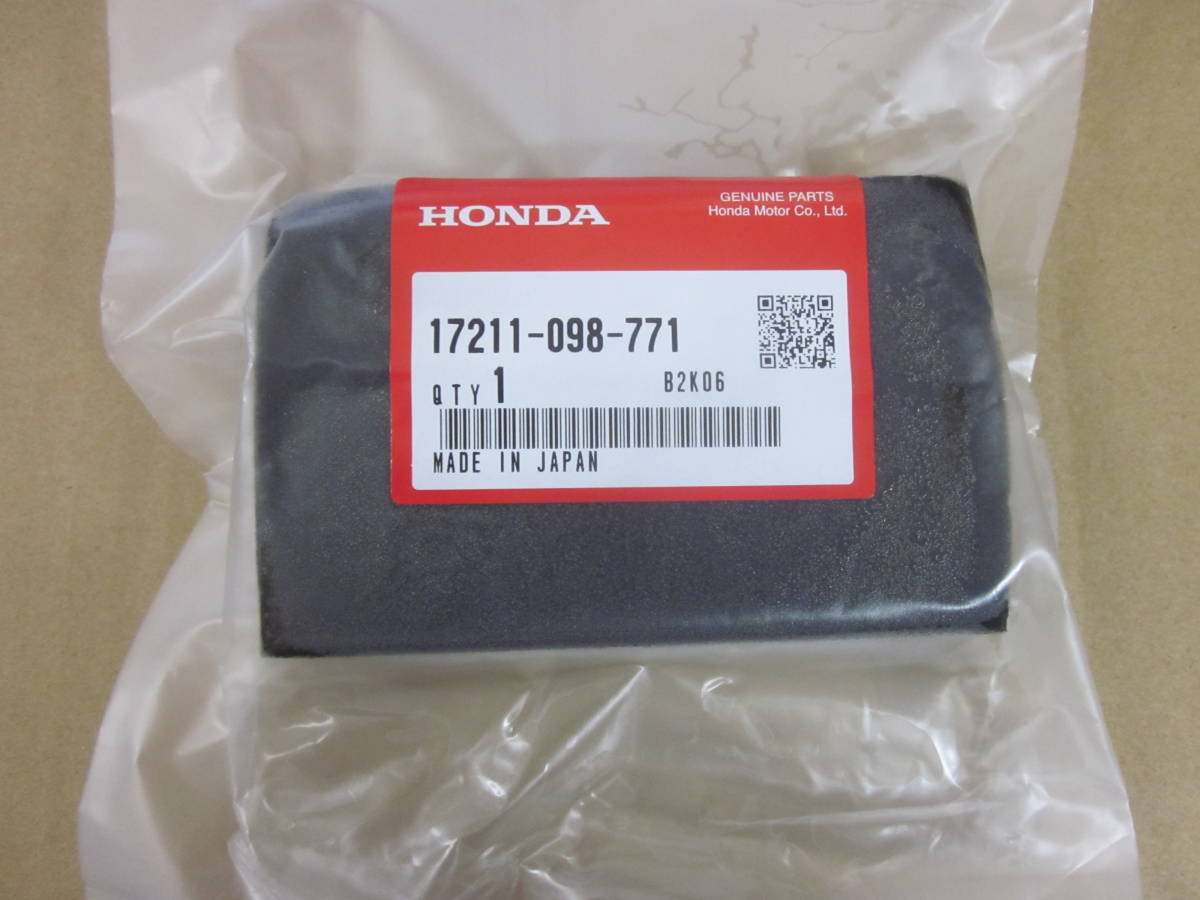 HONDA
GENUINE PARTS
Honda Motor Co., Ltd.
17211-098-771
QTY 1 B2K06
MADE IN JAPAN